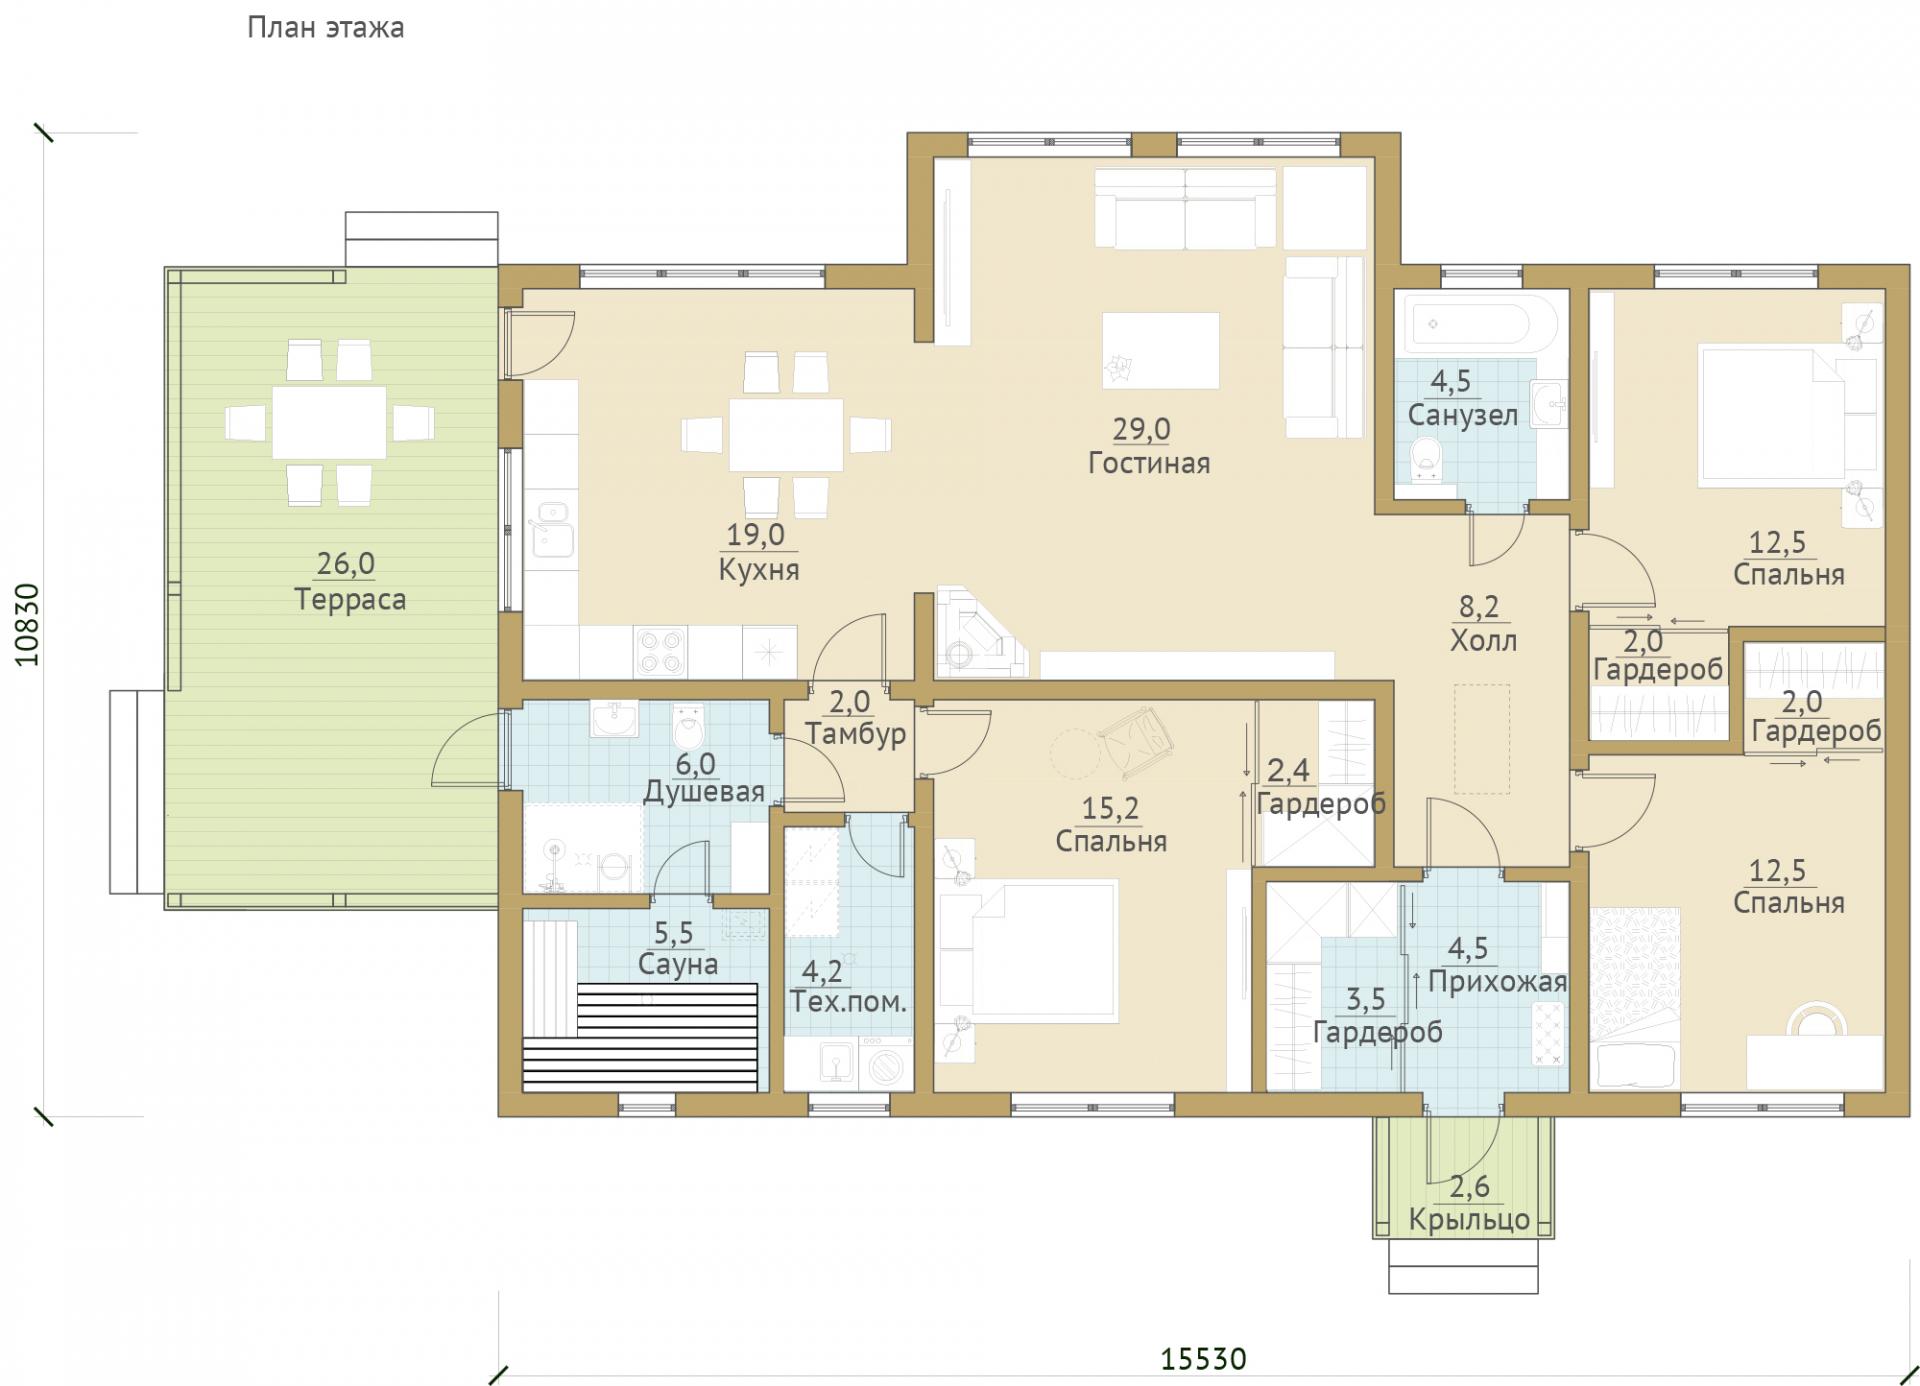 План этажа
10830
26,0
Терраса
19,0
Кухня
29,0
Гостиная
4,5
Санузел
12,5
Спальня
8,2
Холл
2,0
Гардероб
2,0
Гардероб
2,0
Тамбур
6,0
Душевая
15,2
Спальня
2,4
Гардероб
12,5
Спальня
5,5
Сауна
4,2
Тех.пом.
3,5
Гардероб
4,5
Прихожая
2,6
Крыльцо
15530